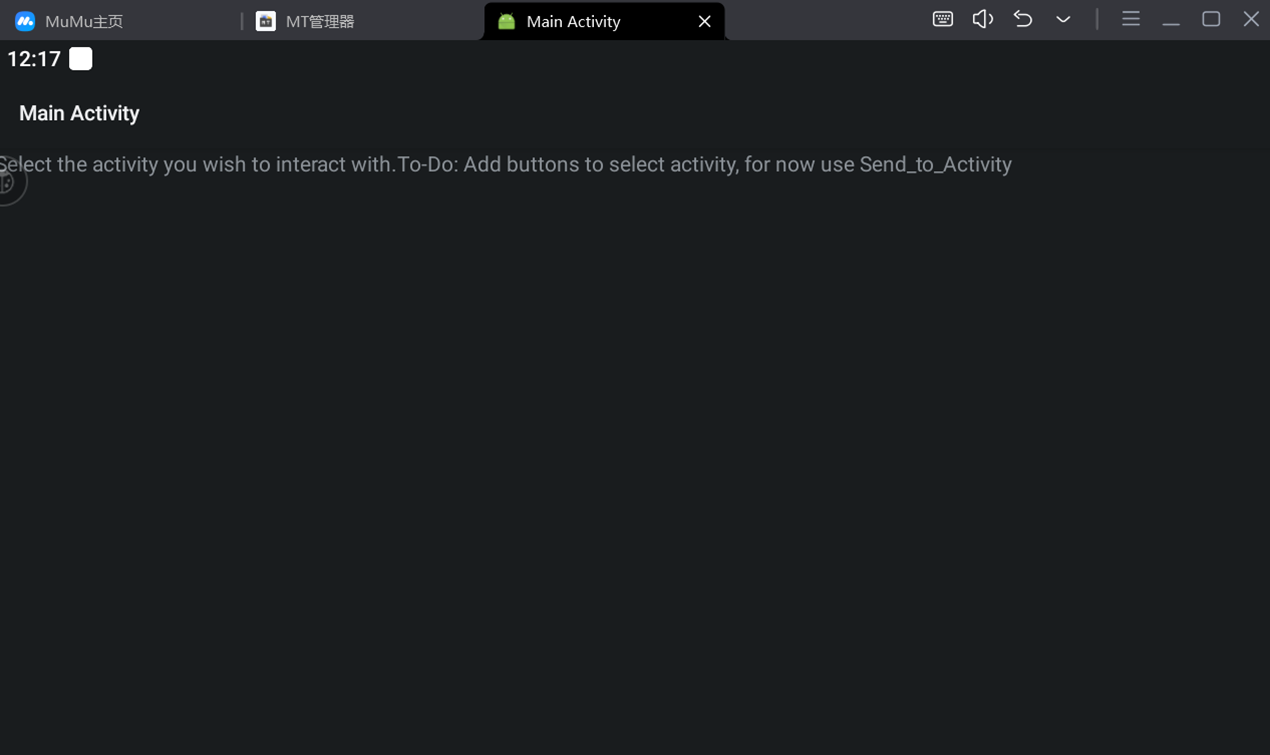 MuMu主页
MT管理器
Main Activity
12:17
Main Activity
Select the activity you wish to interact with.To-Do: Add buttons to select activity, for now use Send_to_Activity